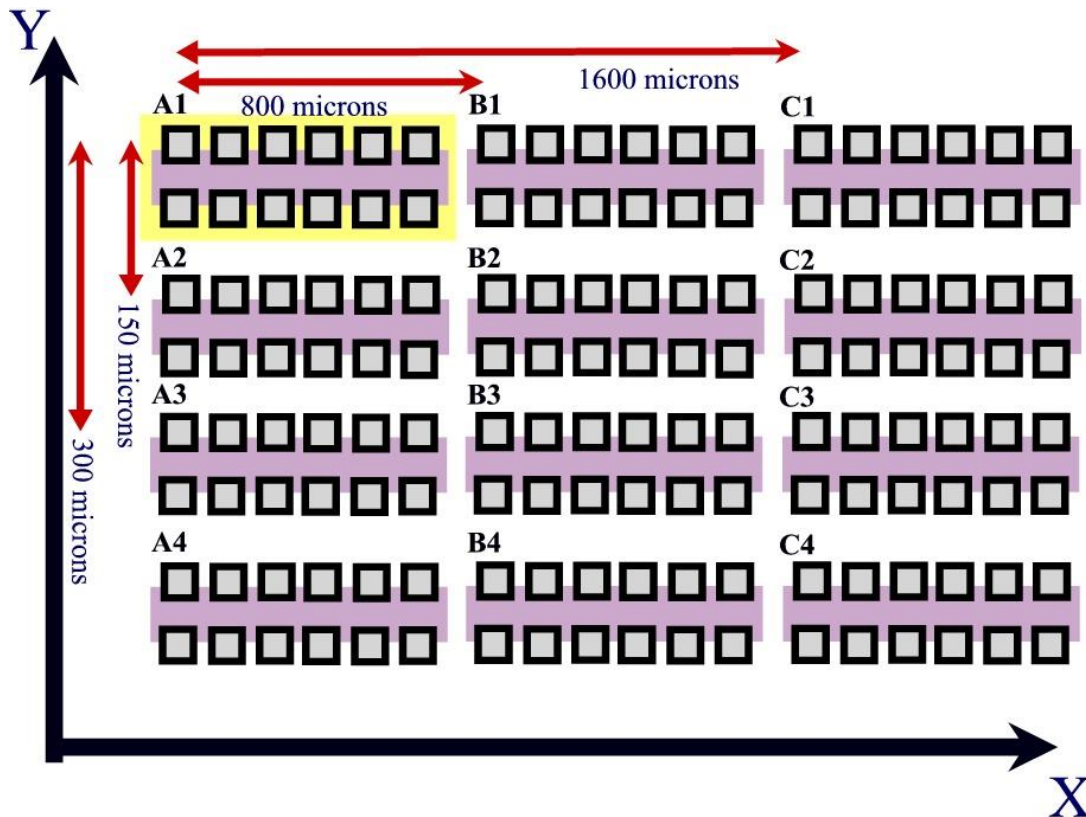 Y
1600 microns
800 microns
A1 B1 C1
A2 B2 C2
150 microns
300 microns
A3 B3 C3
A4 B4 C4
X